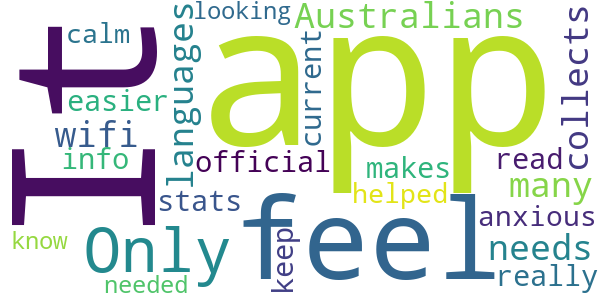 looking
Australians
calm
It
app
languages
current
collects
easier
wifi
info
official
makes
read
stats
helped
many
Only
feel
keep
anxious
needs
know
needed
really